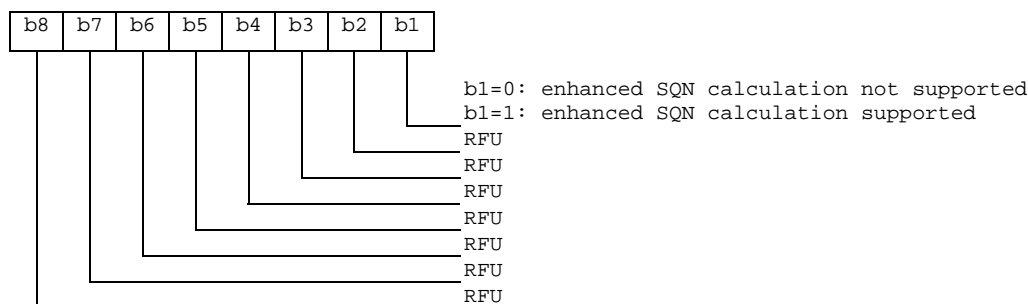 b8 b7 b6 b5 b4 b3 b2 b1
b1=0: enhanced SQN calculation not supported
b1=1: enhanced SQN calculation supported
RFU
RFU
RFU
RFU
RFU
RFU
RFU